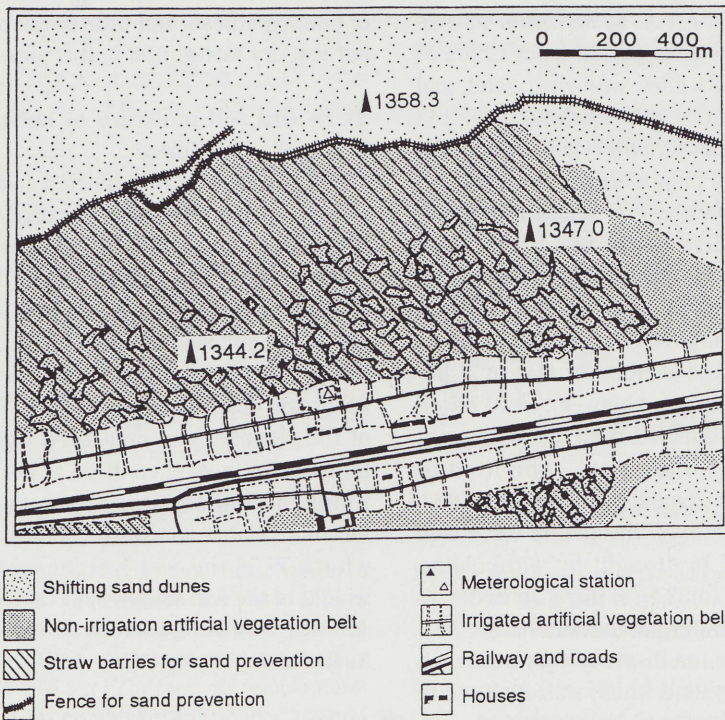 0 200 400
m
1358.3
1347.0
1344.2
Shifting sand dunes
Non-irrigation artificial vegetation belt
Straw barries for sand prevention
Fence for sand prevention
Meterological station
Irrigated artificial vegetation bel
Railway and roads
Houses